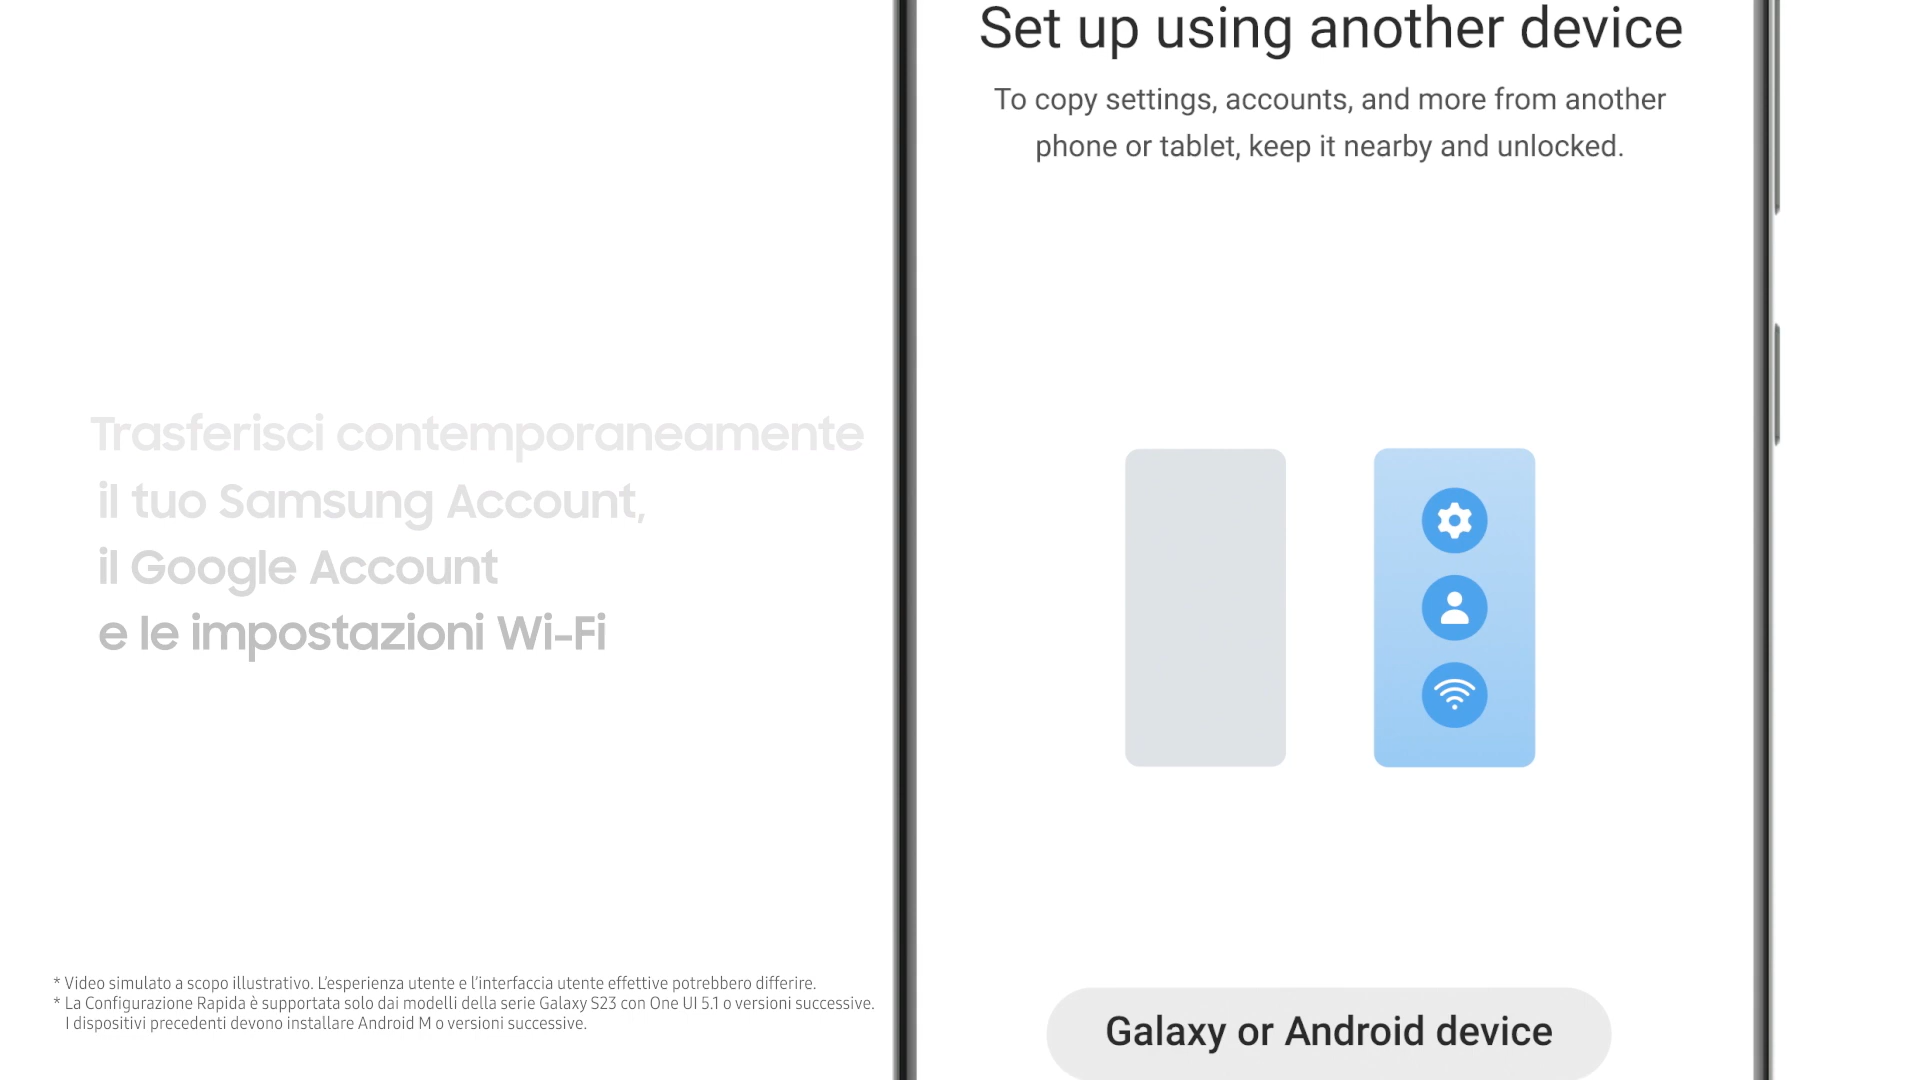 Set up using another device
To copy settings, accounts, and more from another
phone or tablet, keep it nearby and unlocked.
Trasferisci contemporaneamente
il tuo Samsung Account,
il Google Account
e le impostazioni Wi-Fi
* Video simulato a scopo illustrativo. L'esperienza utente e l'interfaccia utente effettive potrebbero differire.
* La Configurazione Rapida è supportata solo dai modelli della serie Galaxy S23 con One UI 5.1 o versioni successive.
I dispositivi precedenti devono installare Android M o versioni successive.
Galaxy or Android device